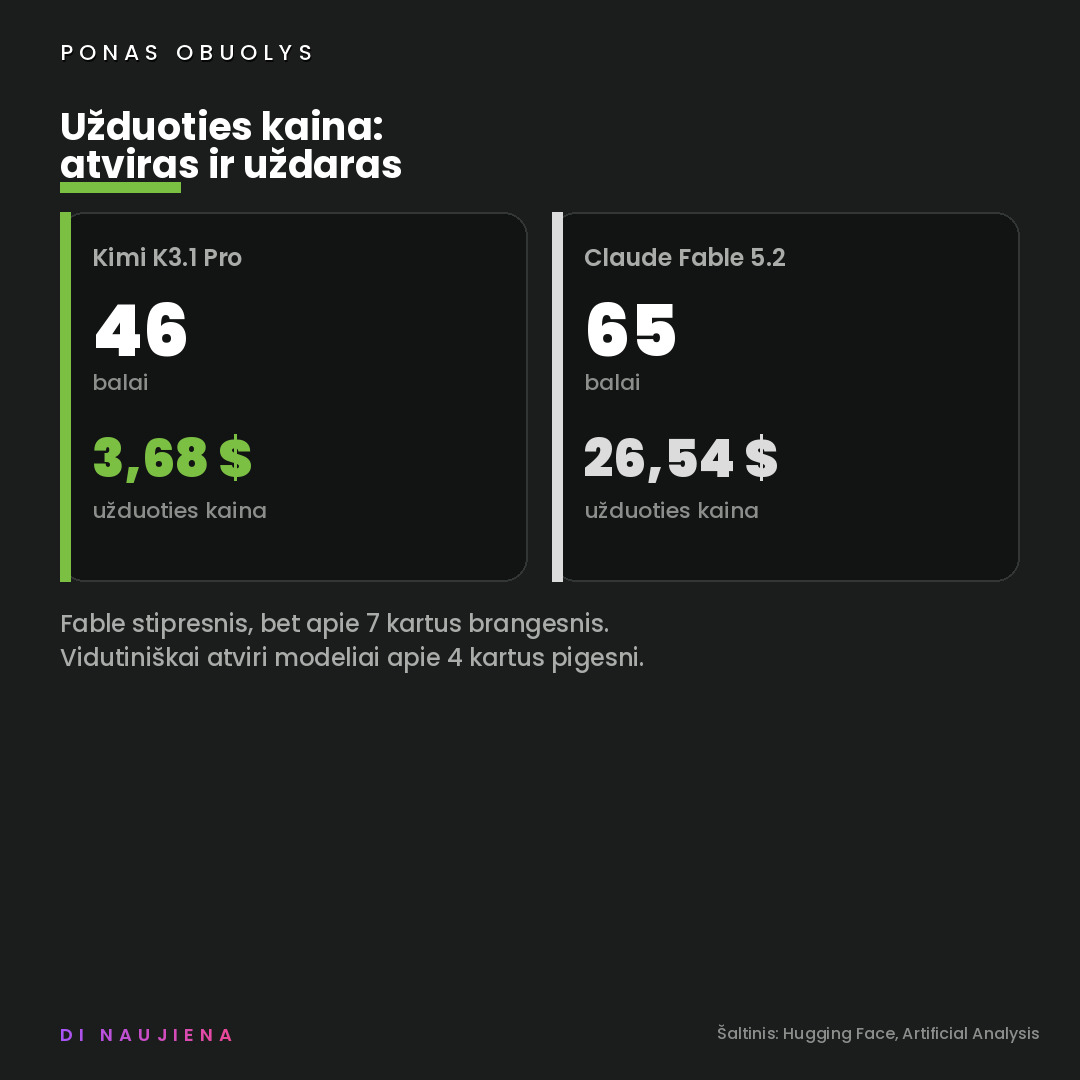 PONAS OBUOLYS
Užduoties kaina:
atviras ir uždaras
Kimi K3.1 Pro
46
balai
3,68 $
užduoties kaina
Claude Fable 5.2
65
balai
26,54 $
užduoties kaina
Fable stipresnis, bet apie 7 kartus brangesnis.
Vidutiniškai atviri modeliai apie 4 kartus pigesni.
DI NAUJIENA
Šaltinis: Hugging Face, Artificial Analysis